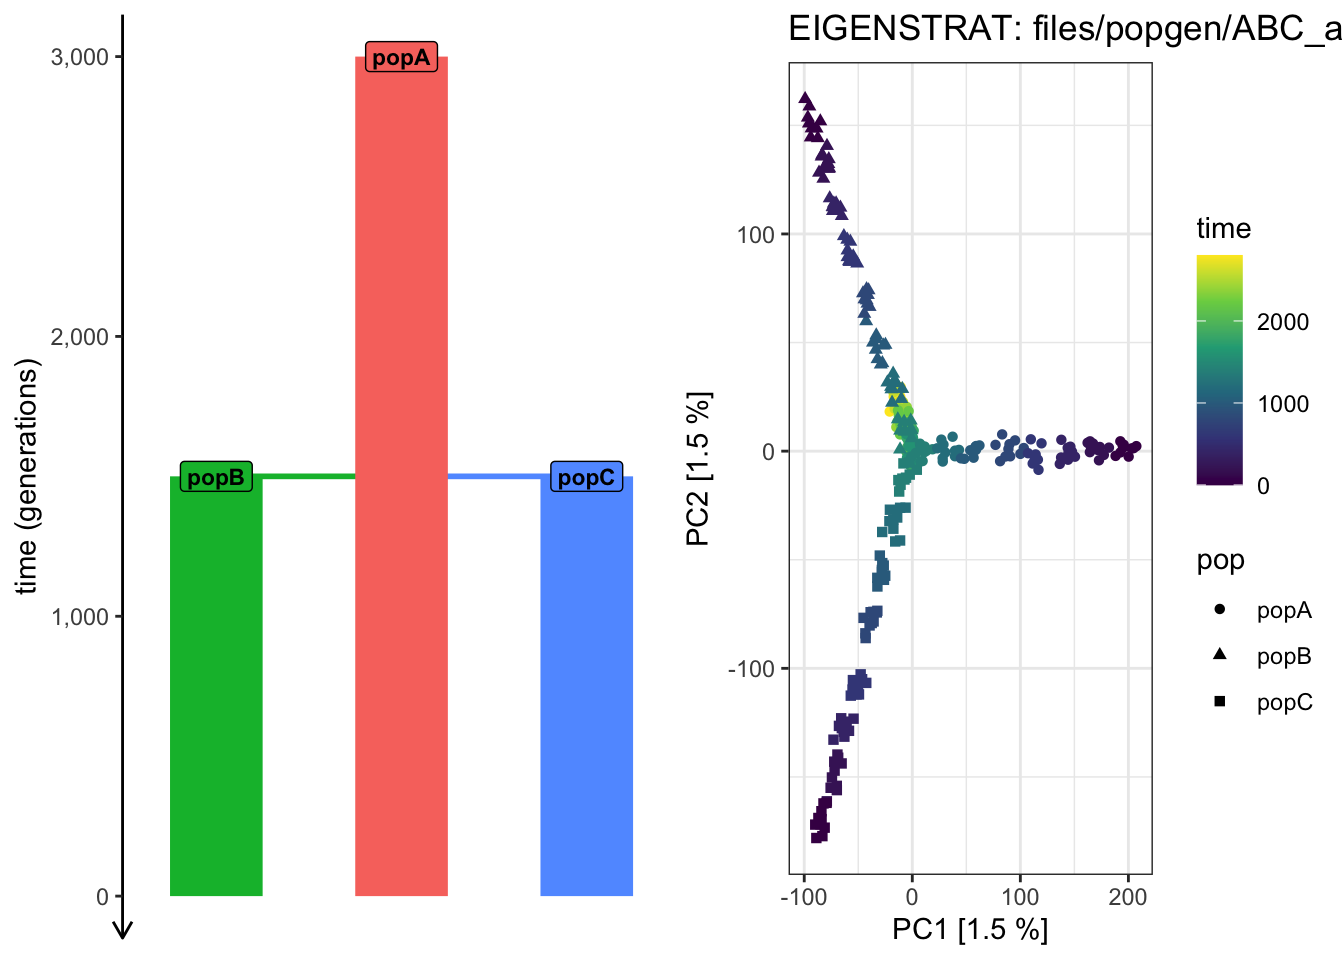 time (generations)
3,000
2,000
1,000
0
popA
popB
popC
EIGENSTRAT: files/popgen/ABC_a
PC2 [1.5 %]
100
0
-100
-100
0
100
200
PC1 [1.5 %]
time
2000
1000
0
pop
popA
popB
popC